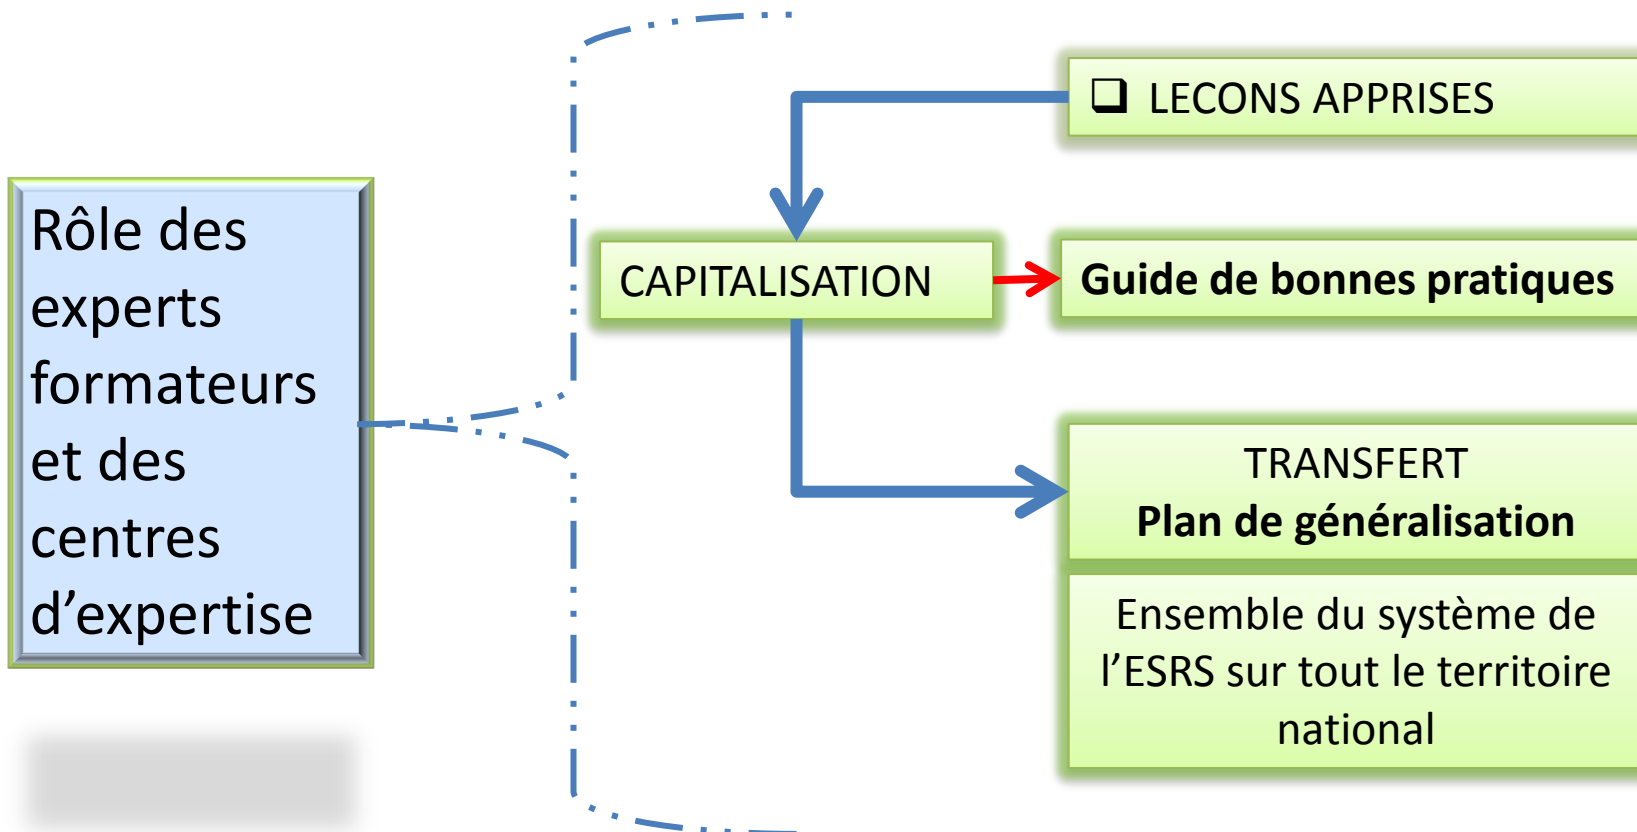 Rôle des
experts
formateurs
et des
centres
d’expertise
❑ LECONS APPRISES
CAPITALISATION
Guide de bonnes pratiques
TRANSFERT
Plan de généralisation
Ensemble du système de
l’ESRS sur tout le territoire
national